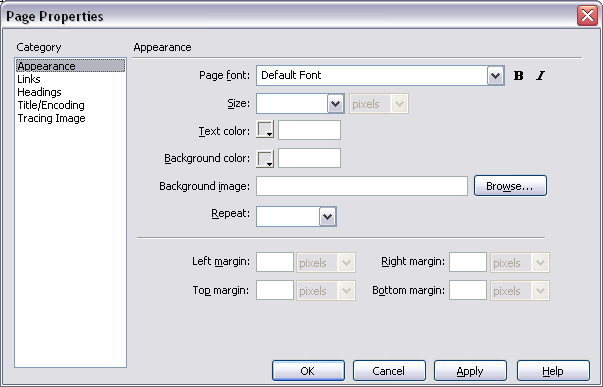 Page Properties
Category
Appearance
Links
Headings
Title/Encoding
Tracing Image
Appearance
Page font: Default Font B I
Size: pixels
Text color:
Background color:
Background image: Browse...
Repeat:
Left margin: pixels Right margin: pixels
Top margin: pixels Bottom margin: pixels
OK Cancel Apply Help